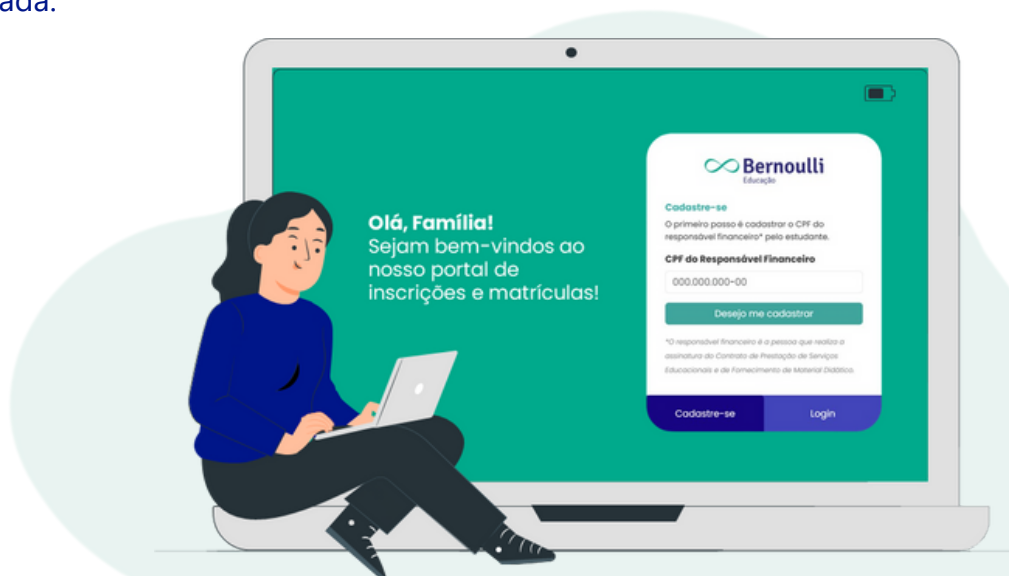 Olá, Família!
Sejam bem-vindos ao
nosso portal de
inscrições e matrículas!
Bernoulli
Educação
Cadastre-se
O primeiro passo é cadastrar o CPF do
responsável financeiro* pelo estudante.
CPF do Responsável Financeiro
000.000.000-00
Desejo me cadastrar
*O responsável financeiro é a pessoa que realiza a
assinatura do Contrato de Prestação de Serviços
Educacionais e de Fornecimento de Material Didático.
Cadastre-se
Login